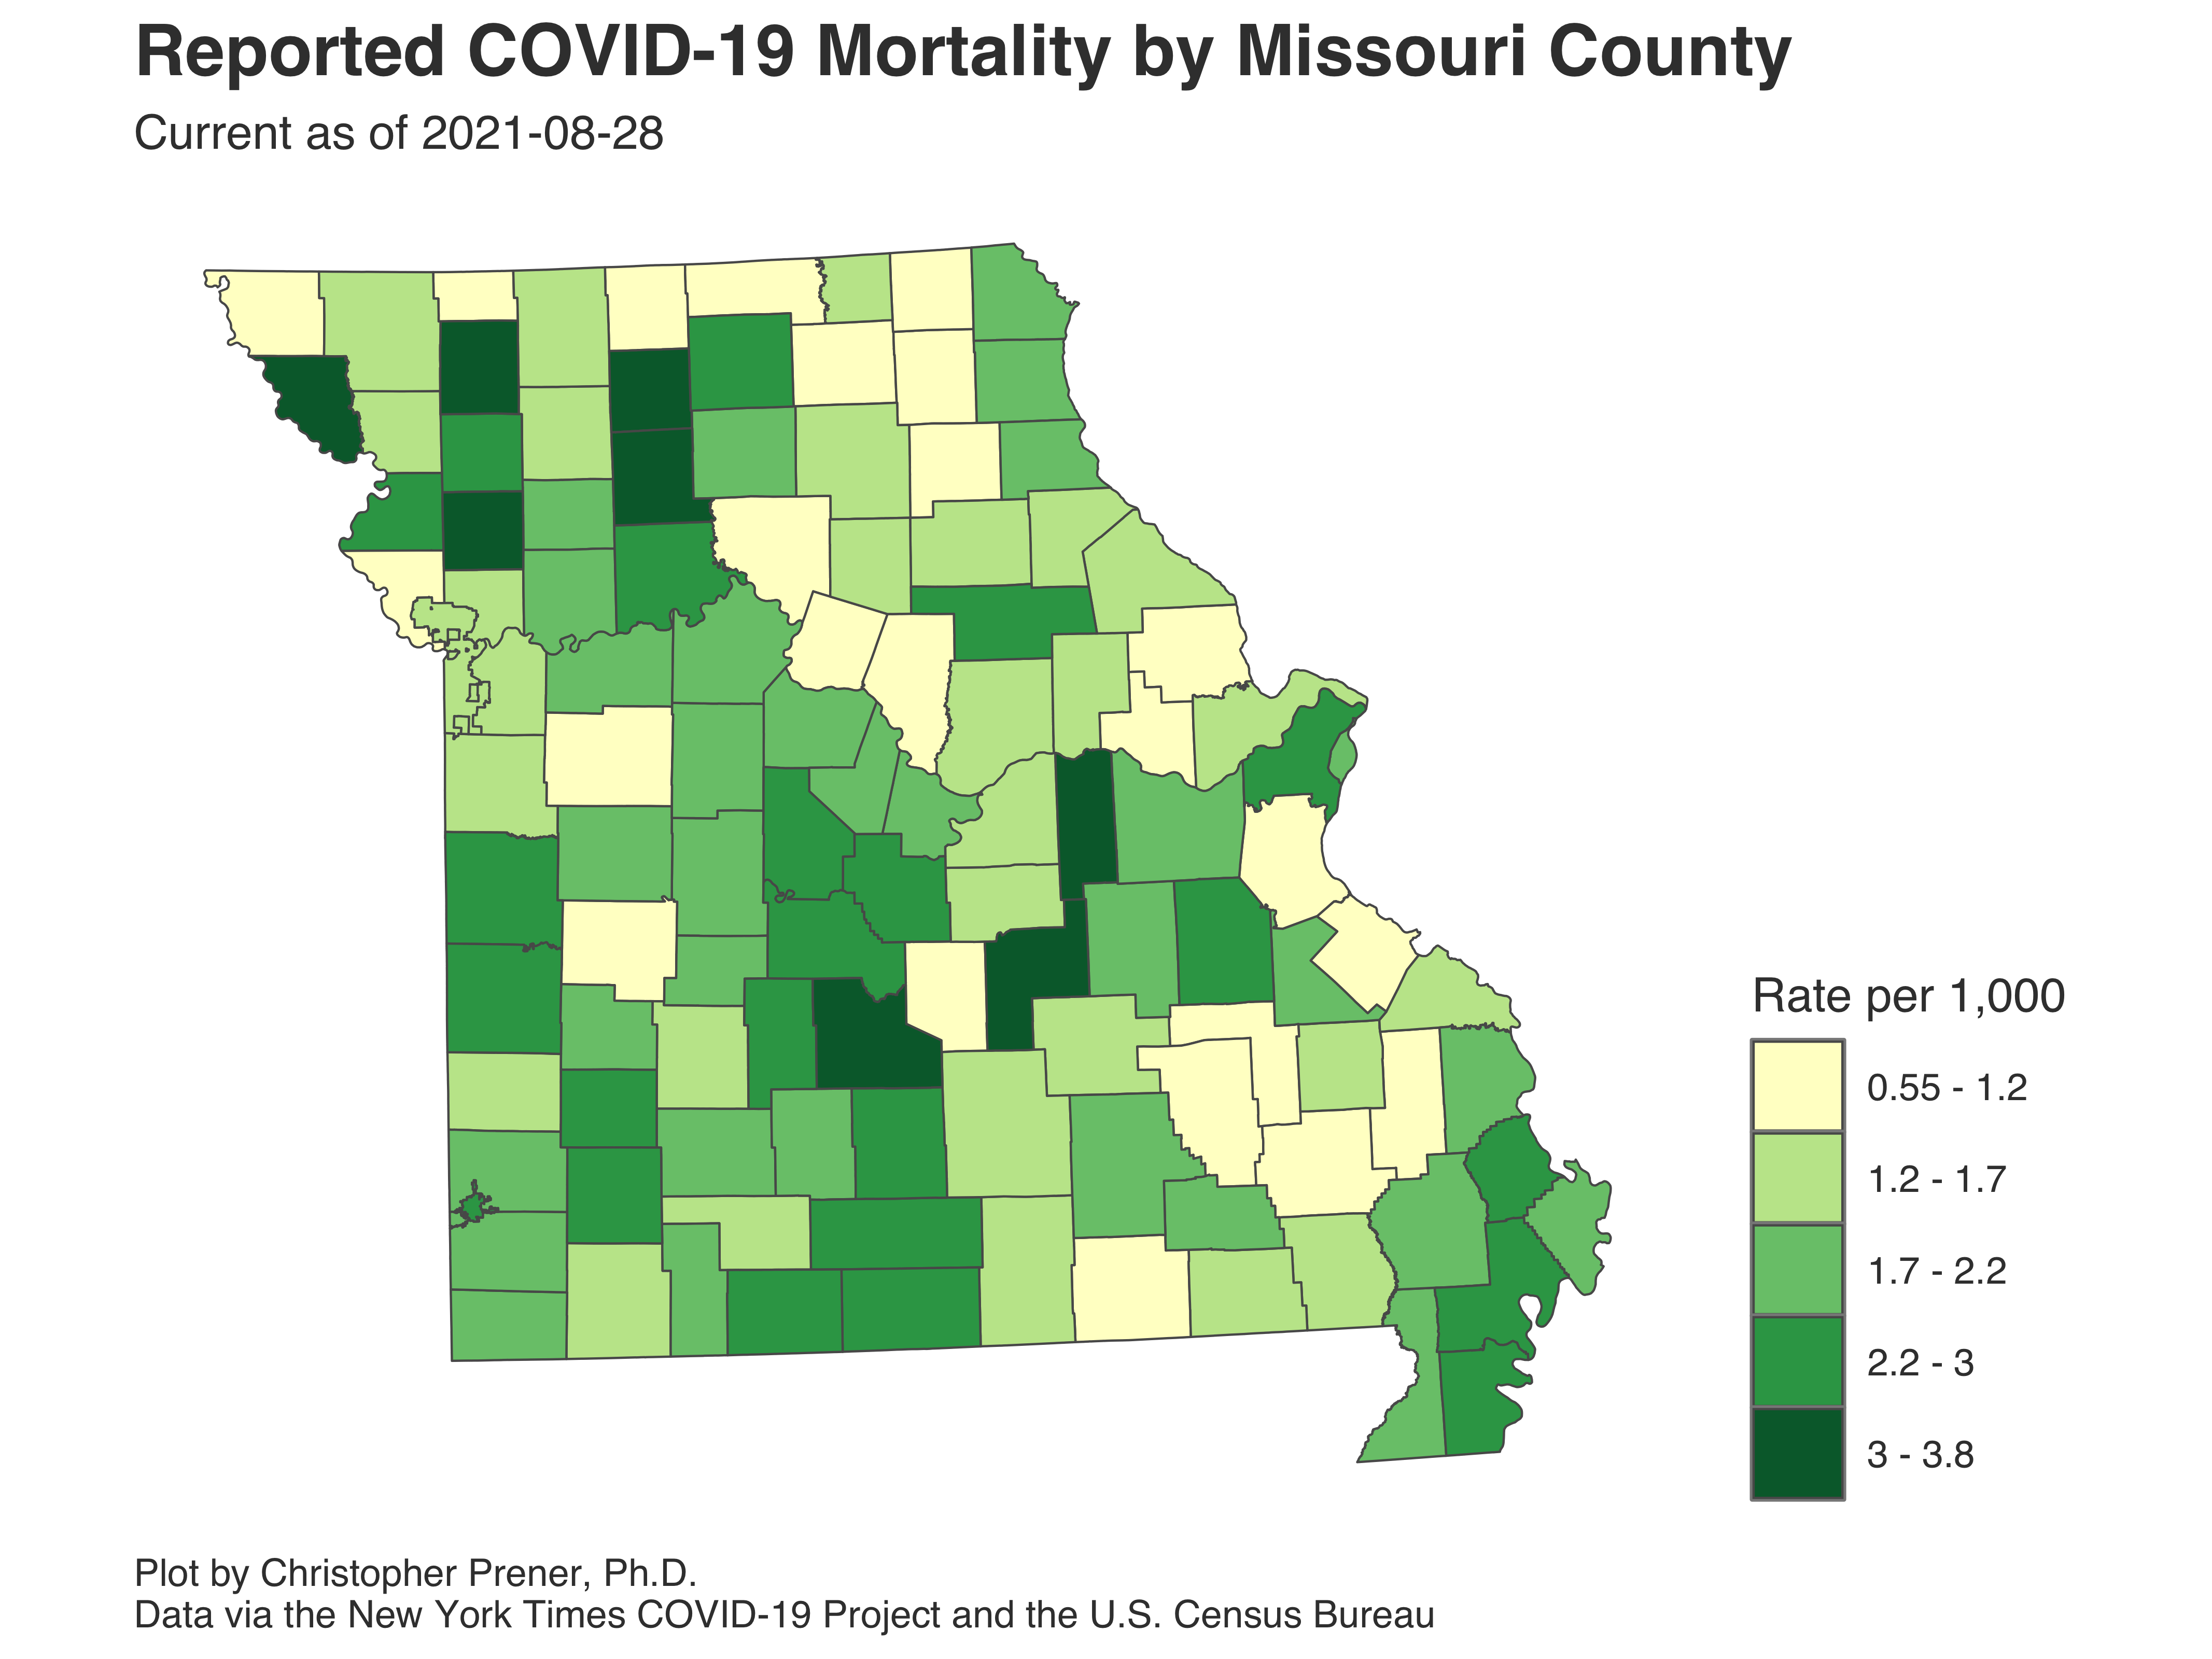 Reported COVID-19 Mortality by Missouri County
Current as of 2021-08-28
Rate per 1,000
0.55 - 1.2
1.2 - 1.7
1.7 - 2.2
2.2 - 3
3 - 3.8
Plot by Christopher Prener, Ph.D.
Data via the New York Times COVID-19 Project and the U.S. Census Bureau